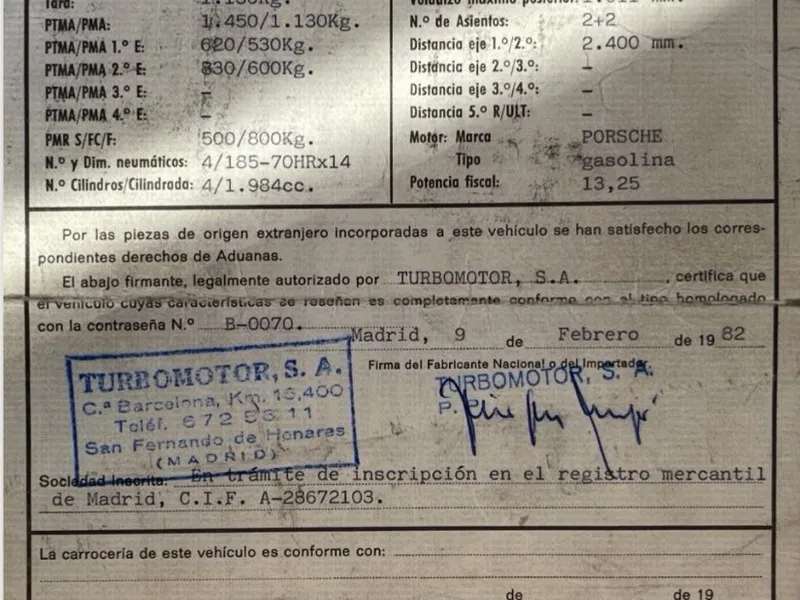 Tara:
PTMA/PMA: 1.450/1.130Kg.
PTMA/PMA 1.º E: 620/530Kg.
PTMA/PMA 2.º E: 830/600Kg.
PTMA/PMA 3.º E: –
PTMA/PMA 4.º E: –
PMR S/FC/F: 500/800Kg.
N.º y Dim. neumáticos: 4/185-70HRx14
N.º Cilindros/Cilindrada: 4/1.984cc.
N.º de Asientos: 2+2
Distancia eje 1.º/2.º: 2.400 mm.
Distancia eje 2.º/3.º: –
Distancia eje 3.º/4.º: –
Distancia 5.º R/ULT: –
Motor: Marca PORSCHE
Tipo gasolina
Potencia fiscal: 13,25
Por las piezas de origen extranjero incorporadas a este vehículo se han satisfecho los corres-
pondientes derechos de Aduanas.
El abajo firmante, legalmente autorizado por TURBOMOTOR, S.A. , certifica que
el vehículo cuyas características se reseñan es completamente conforme con el tipo homologado
con la contraseña N.º B-0070.
Madrid, 9 de Febrero de 19 82
Firma del Fabricante Nacional o del Importador,
TURBOMOTOR, S. A.
P.
TURBOMOTOR, S. A.
C.ª Barcelona, Km. 15,400
Teléf. 672 56 11
San Fernando de Henares
(MADRID)
Sociedad Inscrita: En trámite de inscripción en el registro mercantil
de Madrid, C.I.F. A-28672103.
La carrocería de este vehículo es conforme con:
de de 19